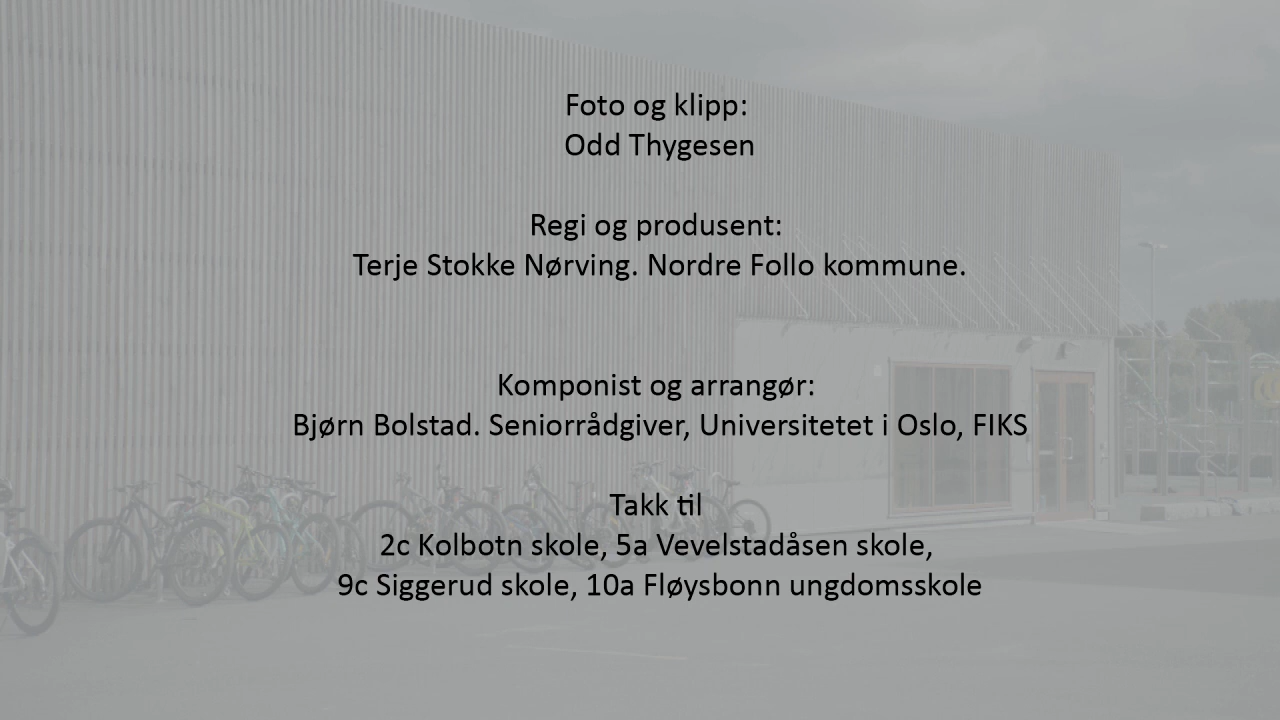 Foto og klipp:
Odd Thygesen
Regi og produsent:
Terje Stokke Nørving. Nordre Follo kommune.
Komponist og arrangør:
Bjørn Bolstad. Seniorrådgiver, Universitetet i Oslo, FIKS
Takk til
2c Kolbotn skole, 5a Vevelstadåsen skole,
9c Siggerud skole, 10a Fløysbonn ungdomsskole